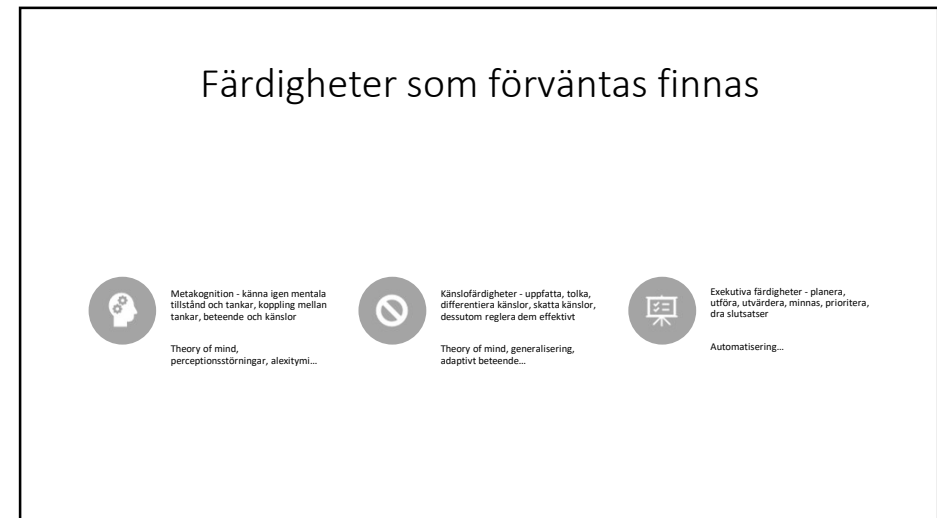 Färdigheter som förväntas finnas
Metakognition - känna igen mentala
tillstånd och tankar, koppling mellan
tankar, beteende och känslor
Theory of mind,
perceptionsstörningar, alexitymi...
Känslofärdigheter - uppfatta, tolka,
differentiera känslor, skatta känslor,
dessutom reglera dem effektivt
Theory of mind, generalisering,
adaptivt beteende...
Exekutiva färdigheter - planera,
utföra, utvärdera, minnas, prioritera,
dra slutsatser
Automatisering...